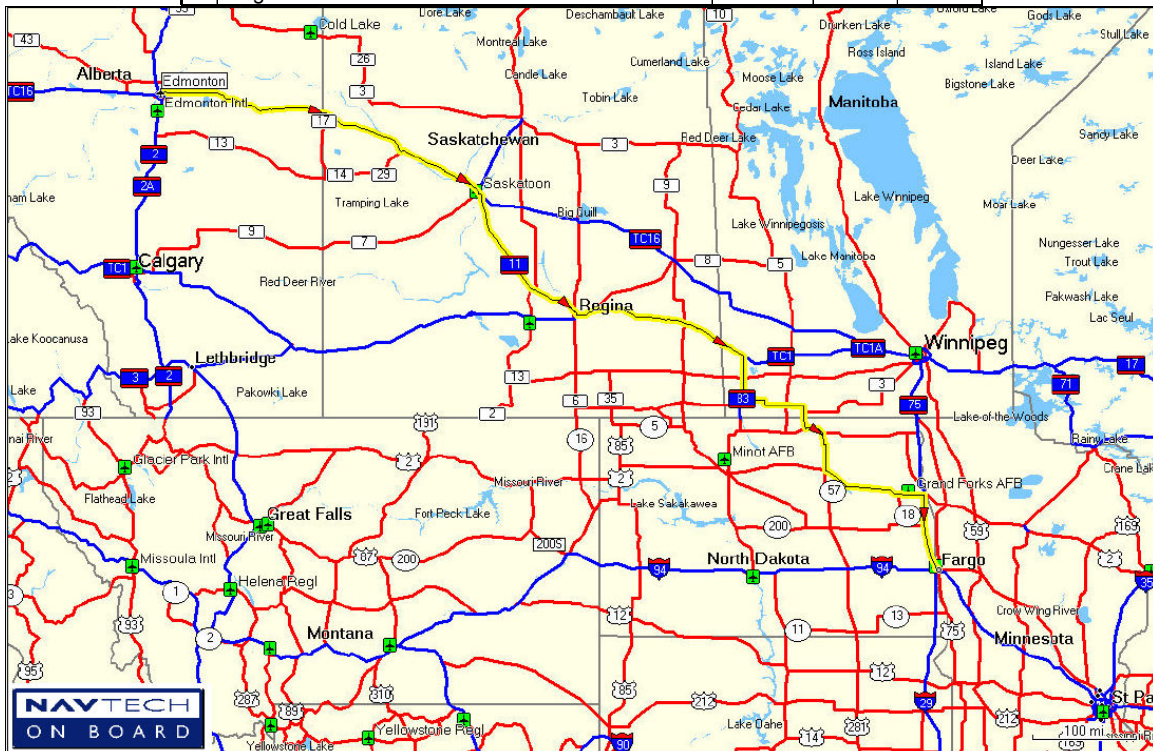 33
Cold Lake
Dore Lake
Deschambault Lake
10
Drunken Lake
Gods Lake
Stull Lake
43
Montreal Lake
Ross Island
Island Lake
Alberta
26
Candle Lake
Cumerland Lake
Moose Lake
Bigstone Lake
Edmonton
TC16
3
Tobin Lake
Cedar Lake
Manitoba
Edmonton Intl
17
Sandy Lake
13
Saskatchewan
3
Red Deer Lake
2
Deer Lake
14
29
Saskatoon
9
2A
Tramping Lake
Lake Winnipeg
Moar Lake
Big Quill
Lake Winnipegosis
9
7
TC16
Nungesser Lake
TC1
Calgary
11
8
5
Lake Manitoba
Trout Lake
Red Deer River
Regina
Pakwash Lake
Lac Seul
Lake Koocanusa
Winnipeg
Lethbridge
TC1
TC1A
17
3
2
13
3
71
Lake
Pakowki Lake
83
75
93
2
6
35
Lake-of-the-Woods
191
16
5
Rainy Lake
85
Glacier Park Intl
2
Minot AFB
Crane Lake
Missouri River
2
57
Grand Forks AFB
Flathead Lake
Fort Peck Lake
Lake Sakakawea
18
Great Falls
200
59
169
Missouri River
87
200
200S
2
Missoula Intl
94
North Dakota
94
Fargo
35
Helena Regl
1
12
13
Crow Wing River
93
2
Montana
11
75
Minnesota
12
95
287
310
85
212
St Pa
NAVTECH
89
29
212
ON BOARD
Yellowstone Regl
Lake Oahe
281
100 mi
Yellowstone Lake
90
14